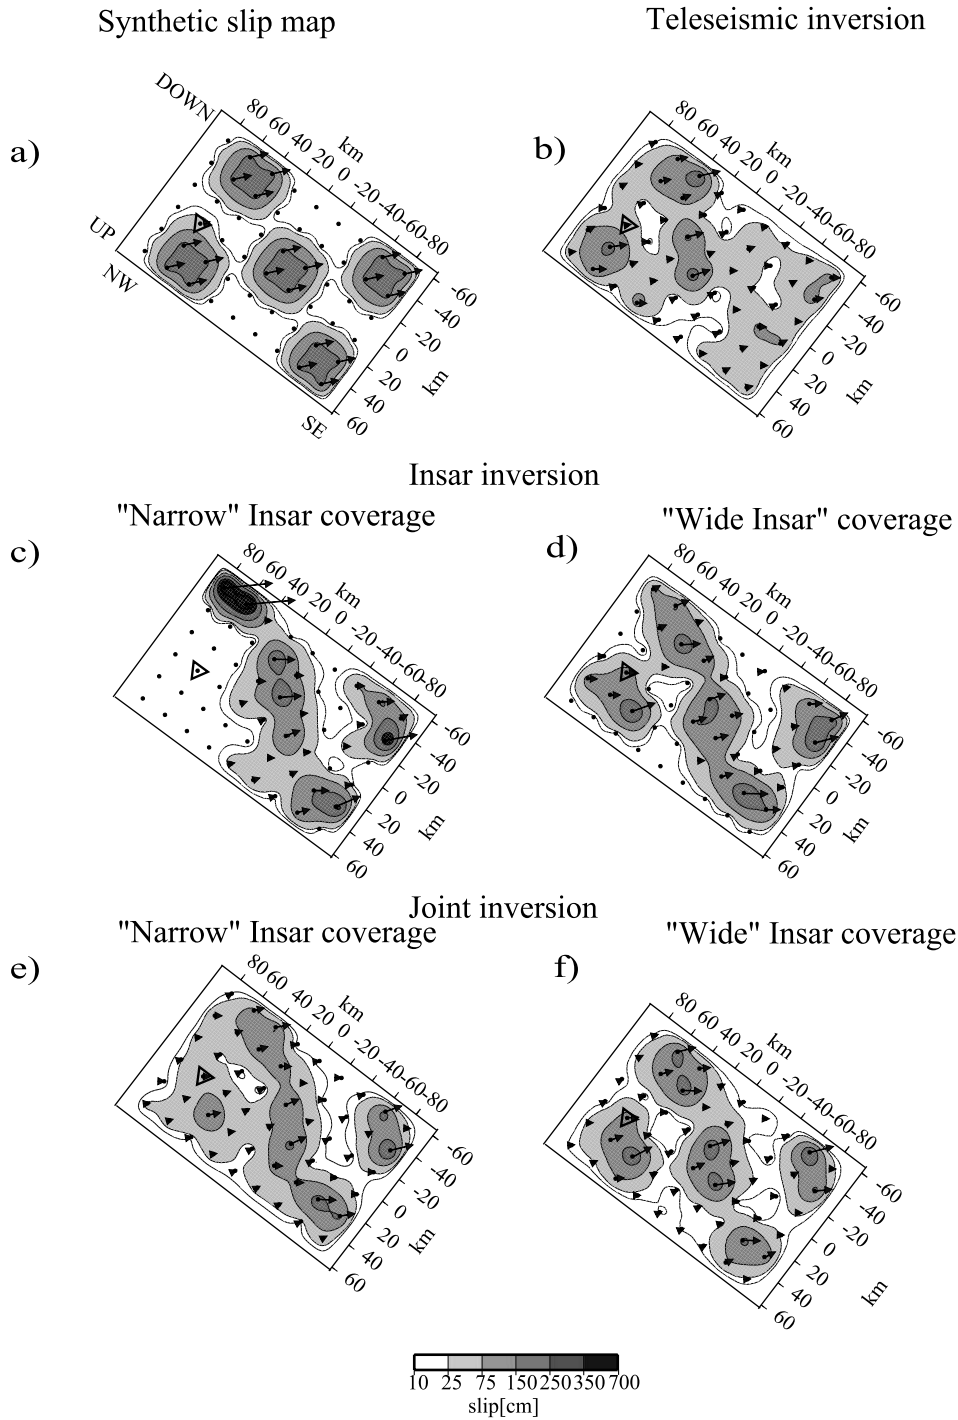 Synthetic slip map
Teleseismic inversion
a)
DOWN
UP
NW
SE
80 60 40 20 0 -20 -40 -60 -80
km
-60 -40 -20 0 20 40 60
km
b)
80 60 40 20 0 -20 -40 -60 -80
km
-60 -40 -20 0 20 40 60
km
Insar inversion
"Narrow" Insar coverage
"Wide Insar" coverage
c)
80 60 40 20 0 -20 -40 -60 -80
km
-60 -40 -20 0 20 40 60
km
d)
80 60 40 20 0 -20 -40 -60 -80
km
-60 -40 -20 0 20 40 60
km
Joint inversion
"Narrow" Insar coverage
"Wide" Insar coverage
e)
80 60 40 20 0 -20 -40 -60 -80
km
-60 -40 -20 0 20 40 60
km
f)
80 60 40 20 0 -20 -40 -60 -80
km
-60 -40 -20 0 20 40 60
km
10 25 75 150 250 350 700
slip[cm]